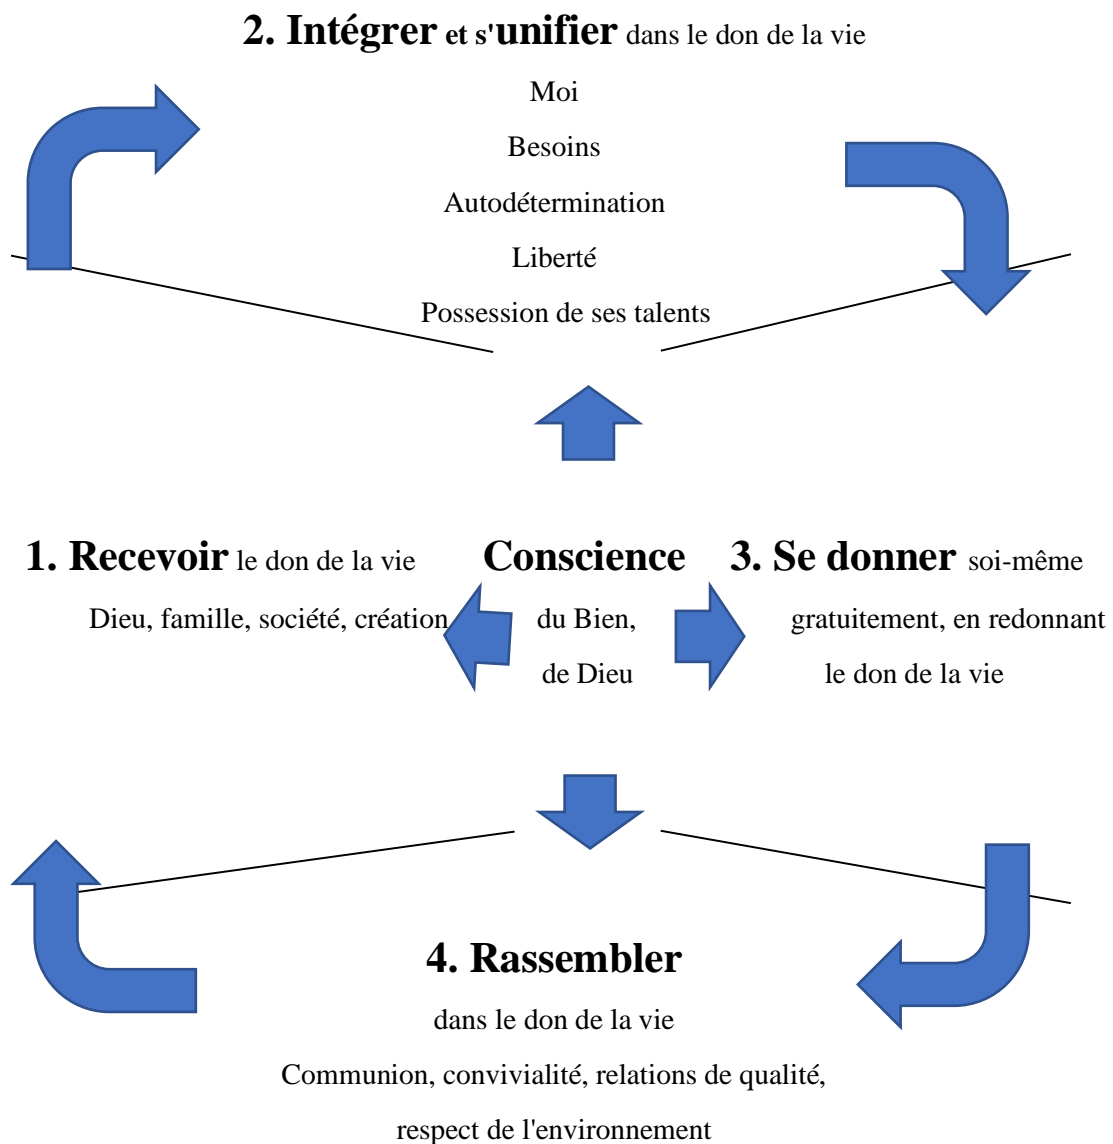 2. Intégrer et s'unifier dans le don de la vie
Moi
Besoins
Autodétermination
Liberté
Possession de ses talents
1. Recevoir le don de la vie
Dieu, famille, société, création
Conscience
du Bien,
de Dieu
3. Se donner soi-même
gratuitement, en redonnant
le don de la vie
4. Rassembler
dans le don de la vie
Communion, convivialité, relations de qualité,
respect de l'environnement